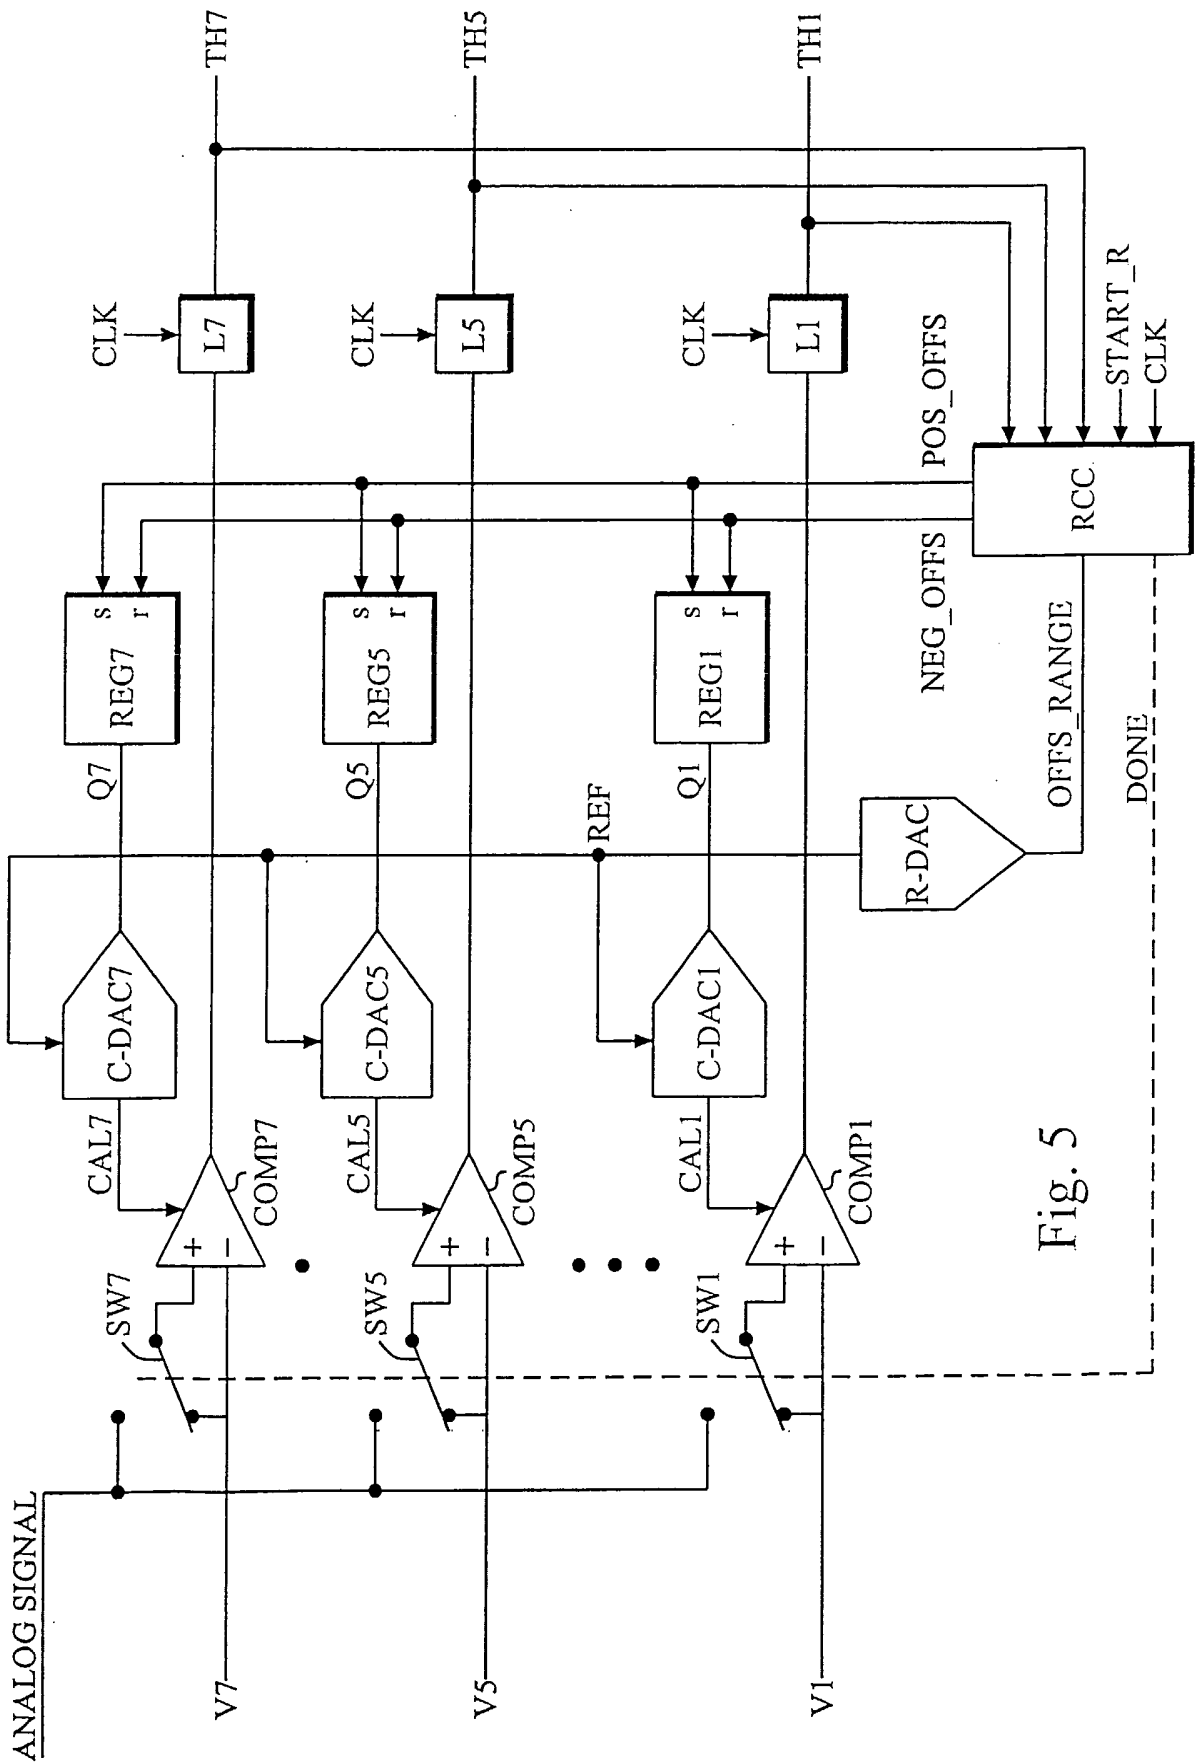 ANALOG SIGNAL
V7
SW7
+
−
COMP7
CAL7
C-DAC7
Q7
REG7
s
r
CLK
L7
TH7
V5
SW5
+
−
COMP5
CAL5
C-DAC5
Q5
REG5
s
r
CLK
L5
TH5
V1
SW1
+
−
COMP1
CAL1
C-DAC1
REF
Q1
REG1
s
r
CLK
L1
TH1
R-DAC
OFFS_RANGE
DONE
NEG_OFFS
POS_OFFS
RCC
START_R
CLK
Fig. 5